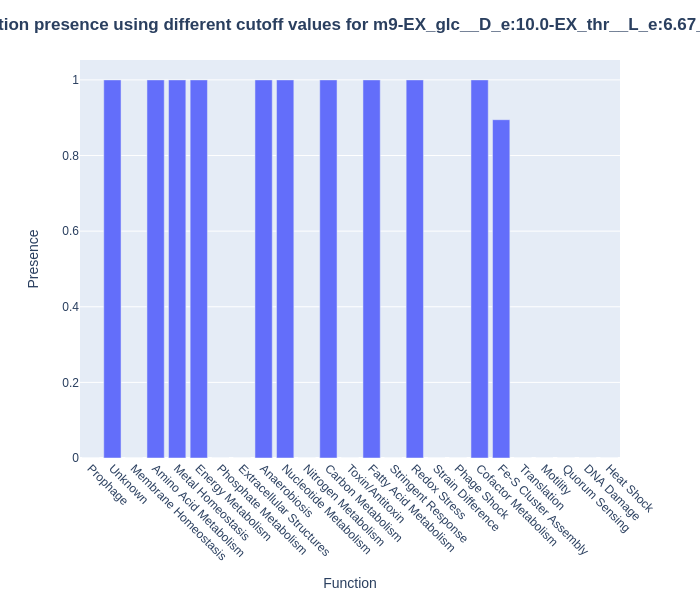 tion presence using different cutoff values for m9-EX_glc__D_e:10.0-EX_thr__L_e:6.67_
1
0.8
0.6
0.4
0.2
0
Presence
Prophage
Unknown
Membrane Homeostasis
Amino Acid Metabolism
Metal Homeostasis
Energy Metabolism
Phosphate Metabolism
Extracellular Structures
Anaerobiosis
Nucleotide Metabolism
Nitrogen Metabolism
Carbon Metabolism
Toxin/Antitoxin
Fatty Acid Metabolism
Stringent Response
Redox Stress
Strain Difference
Phage Shock
Cofactor Metabolism
Fe-S Cluster Assembly
Translation
Motility
Quorum Sensing
DNA Damage
Heat Shock
Function